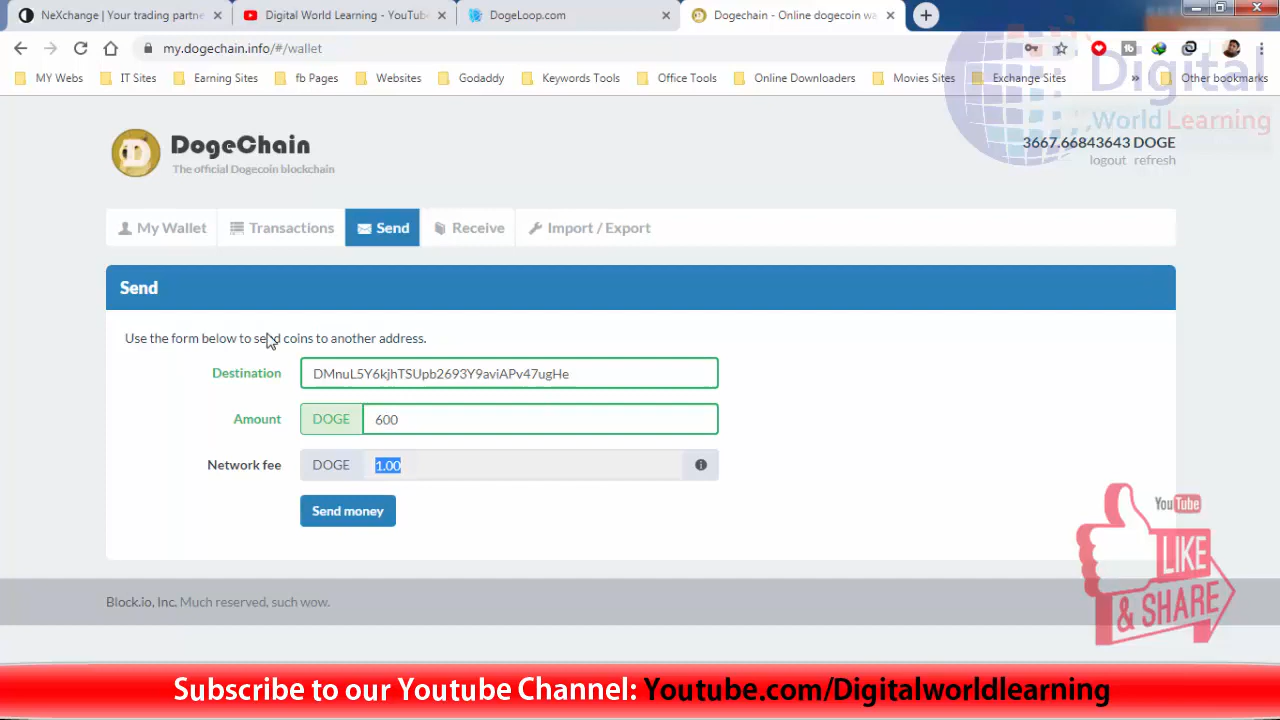 NeXchange | Your trading partne
Digital World Learning - YouTu
DogeLoop.com
Dogechain - Online dogecoin wa
my.dogechain.info/#/wallet
MY Webs
IT Sites
Earning Sites
fb Pages
Websites
Godaddy
Keywords Tools
Office Tools
Online Downloaders
Movies Sites
Exchange Sites
»
Other bookmarks
Digital
World Learning
DogeChain
The official Dogecoin blockchain
3667.66843643 DOGE
logout refresh
My Wallet
Transactions
Send
Receive
Import / Export
Send
Use the form below to send coins to another address.
Destination DMnuL5Y6kjhTSUpb2693Y9aviAPv47ugHe
Amount DOGE 600
Network fee DOGE 1.00
Send money
YouTube
LIKE
& SHARE
Block.io, Inc. Much reserved, such wow.
Subscribe to our Youtube Channel: Youtube.com/Digitalworldlearning